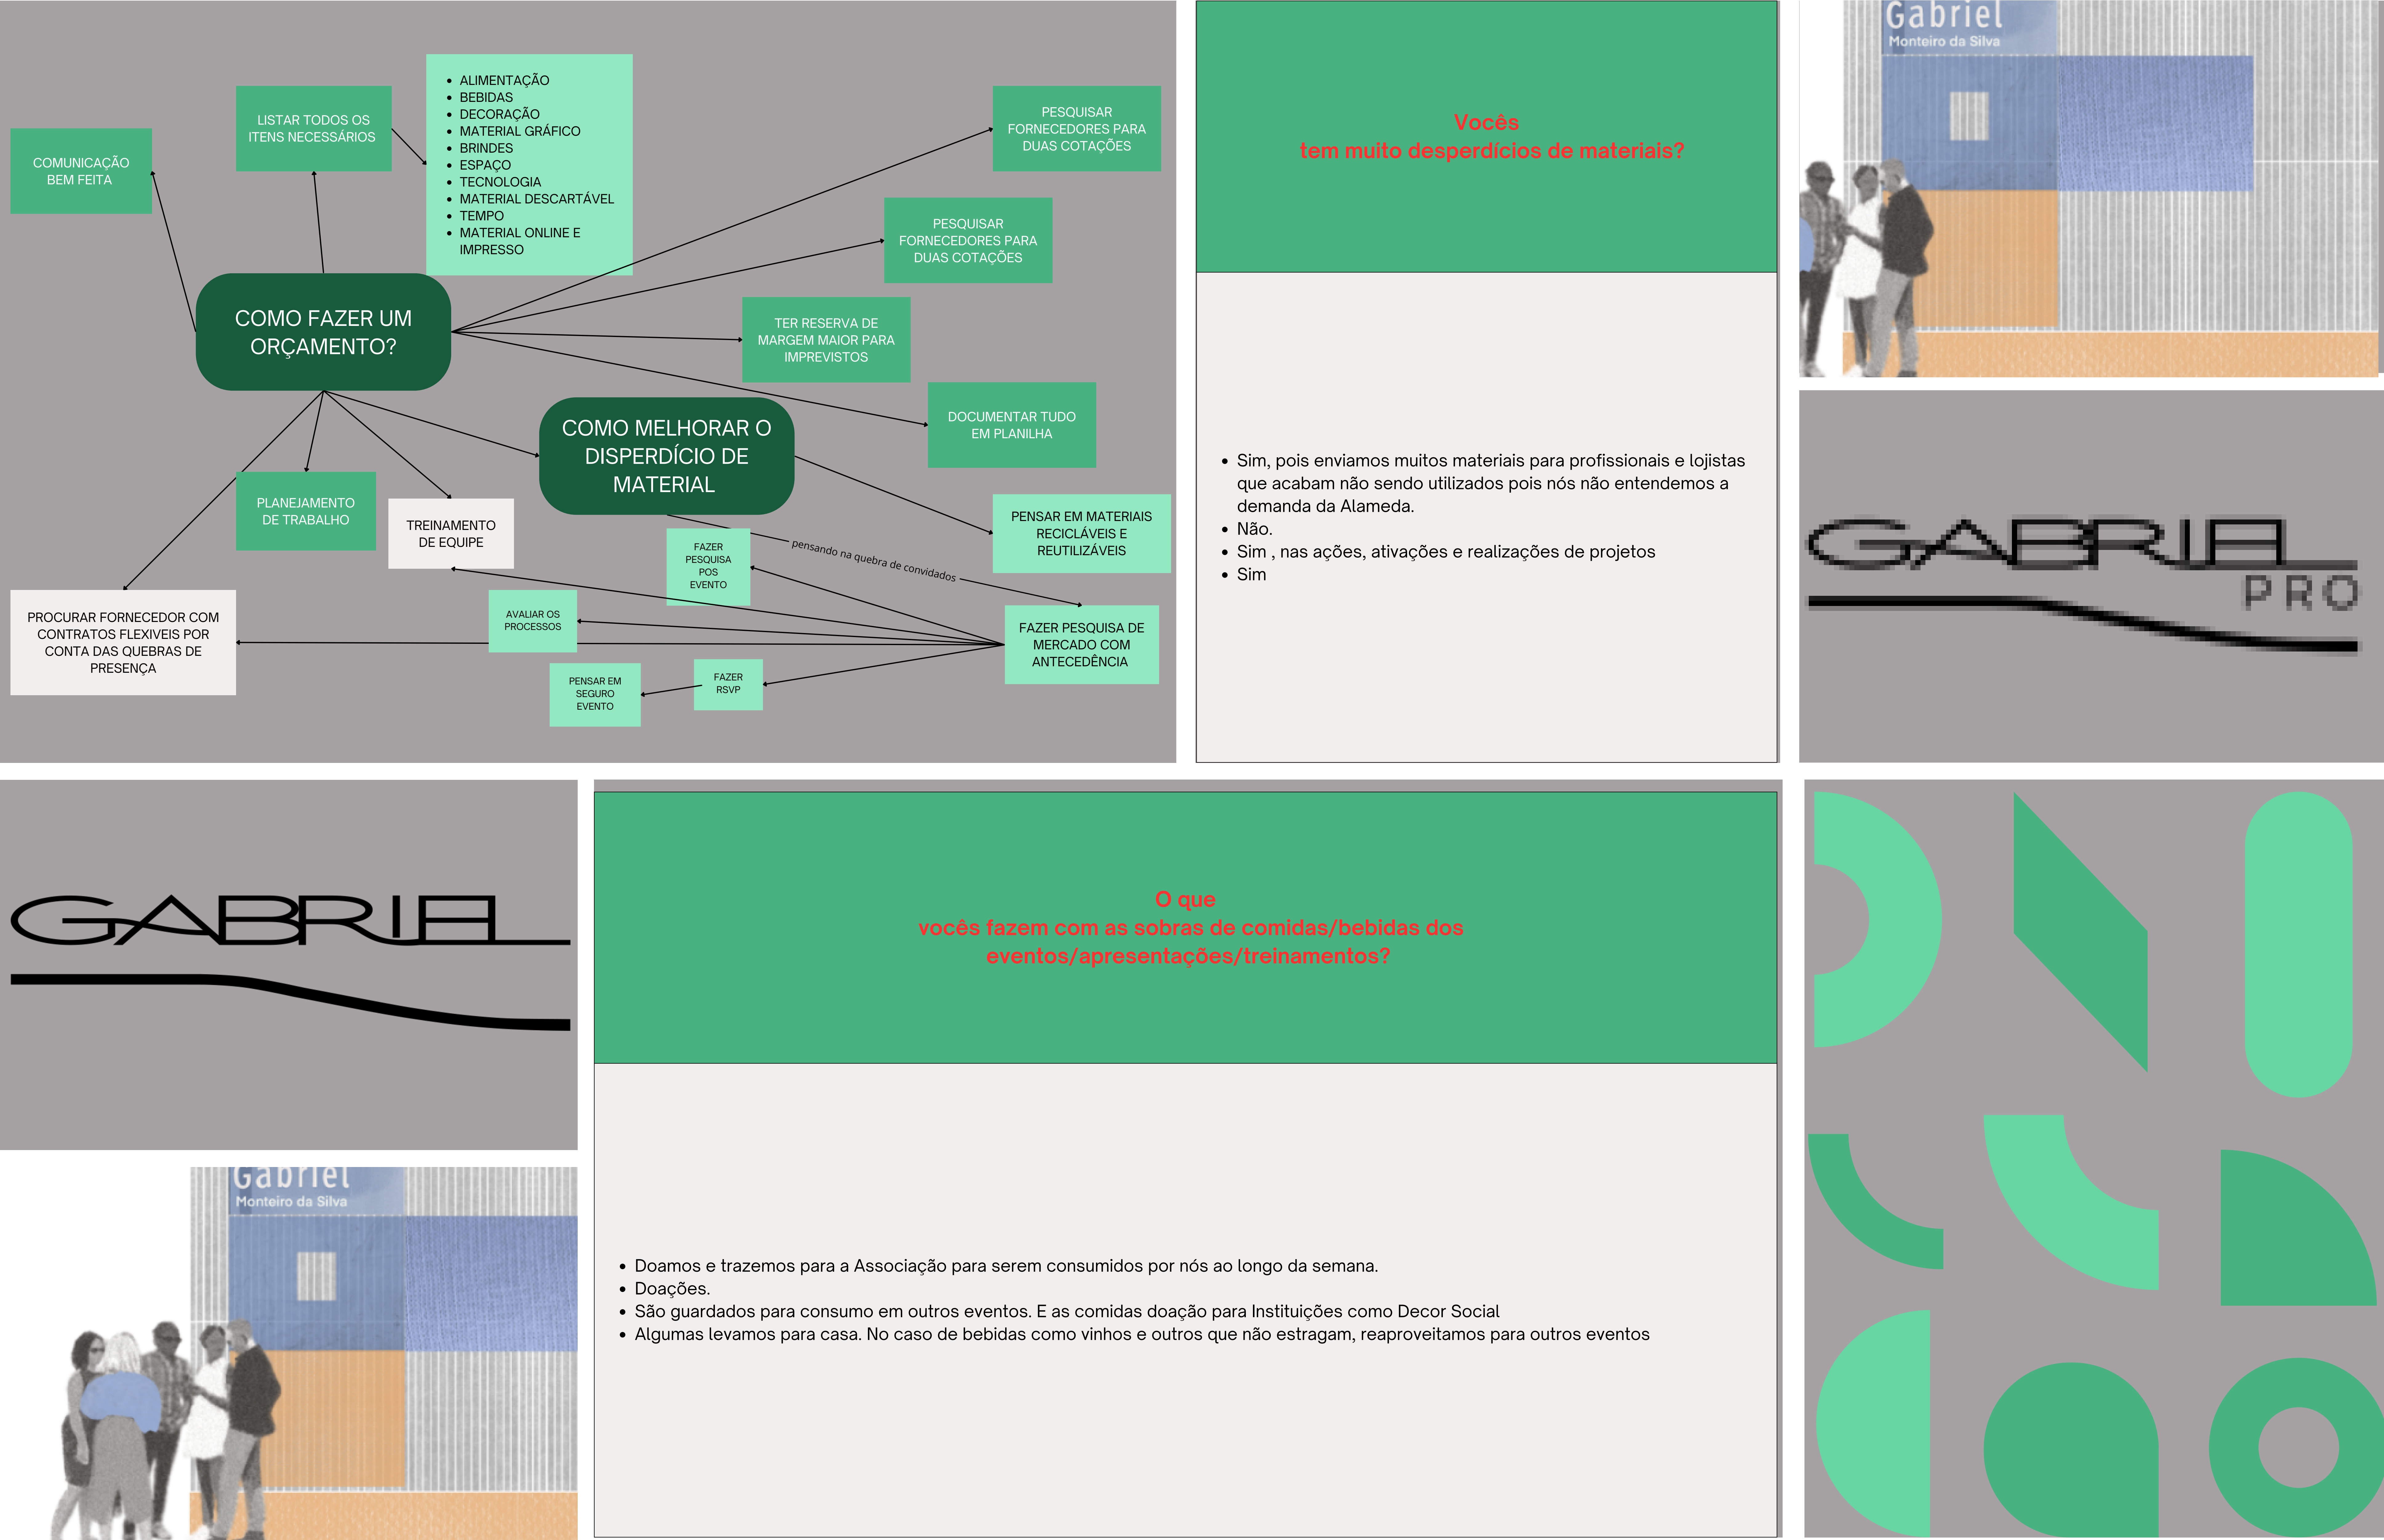 COMUNICAÇÃO
BEM FEITA
LISTAR TODOS OS
ITENS NECESSÁRIOS
• ALIMENTAÇÃO
• BEBIDAS
• DECORAÇÃO
• MATERIAL GRÁFICO
• BRINDES
• ESPAÇO
• TECNOLOGIA
• MATERIAL DESCARTÁVEL
• TEMPO
• MATERIAL ONLINE E
IMPRESSO
PESQUISAR
FORNECEDORES PARA
DUAS COTAÇÕES
PESQUISAR
FORNECEDORES PARA
DUAS COTAÇÕES
COMO FAZER UM
ORÇAMENTO?
TER RESERVA DE
MARGEM MAIOR PARA
IMPREVISTOS
DOCUMENTAR TUDO
EM PLANILHA
COMO MELHORAR O
DISPERDÍCIO DE
MATERIAL
PLANEJAMENTO
DE TRABALHO
TREINAMENTO
DE EQUIPE
PENSAR EM MATERIAIS
RECICLÁVEIS E
REUTILIZÁVEIS
FAZER
PESQUISA
POS
EVENTO
pensando na quebra de convidados
PROCURAR FORNECEDOR COM
CONTRATOS FLEXIVEIS POR
CONTA DAS QUEBRAS DE
PRESENÇA
AVALIAR OS
PROCESSOS
FAZER PESQUISA DE
MERCADO COM
ANTECEDÊNCIA
PENSAR EM
SEGURO
EVENTO
FAZER
RSVP
Vocês
tem muito desperdícios de materiais?
• Sim, pois enviamos muitos materiais para profissionais e lojistas
que acabam não sendo utilizados pois nós não entendemos a
demanda da Alameda.
• Não.
• Sim , nas ações, ativações e realizações de projetos
• Sim
Gabriel
Monteiro da Silva
GABRIEL
PRO
GABRIEL
Gabriel
Monteiro da Silva
O que
vocês fazem com as sobras de comidas/bebidas dos
eventos/apresentações/treinamentos?
• Doamos e trazemos para a Associação para serem consumidos por nós ao longo da semana.
• Doações.
• São guardados para consumo em outros eventos. E as comidas doação para Instituições como Decor Social
• Algumas levamos para casa. No caso de bebidas como vinhos e outros que não estragam, reaproveitamos para outros eventos